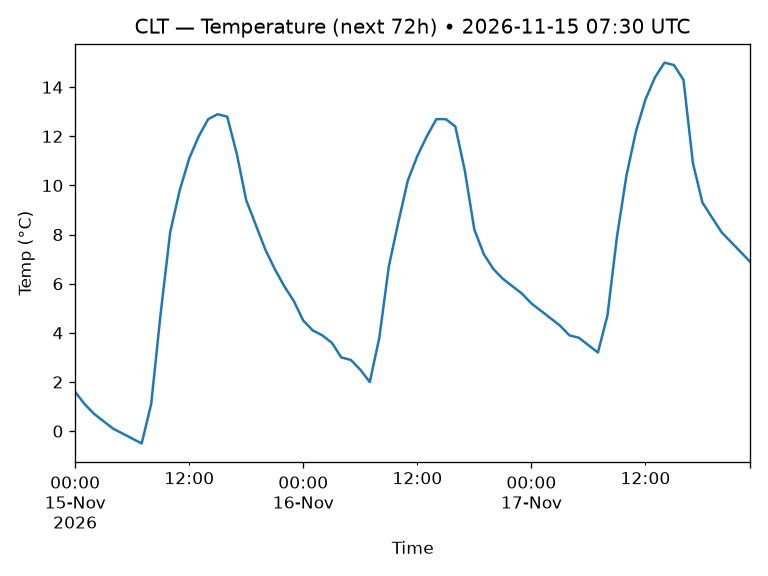 CLT — Temperature (next 72h) • 2026-11-15 07:30 UTC
Temp (°C)
14
12
10
8
6
4
2
0
00:00 12:00 00:00 12:00 00:00 12:00
15-Nov 16-Nov 17-Nov
2026
Time